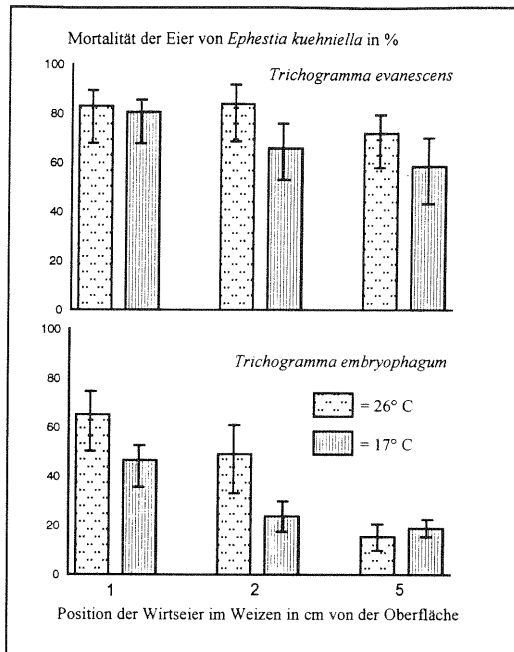 Mortalität der Eier von Ephestia kuehniella in %
100
Trichogramma evanescens
80
60
40
20
0
100
Trichogramma embryophagum
80
= 26° C
60
= 17° C
40
20
0
1 2 5
Position der Wirtseier im Weizen in cm von der Oberfläche